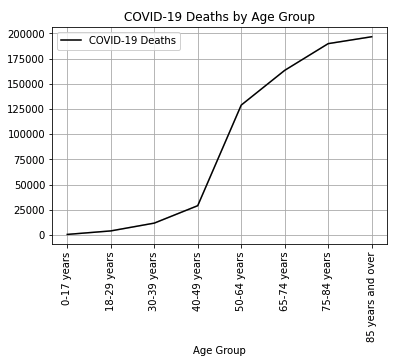 COVID-19 Deaths by Age Group
COVID-19 Deaths
200000
175000
150000
125000
100000
75000
50000
25000
0
0-17 years
18-29 years
30-39 years
40-49 years
50-64 years
65-74 years
75-84 years
85 years and over
Age Group